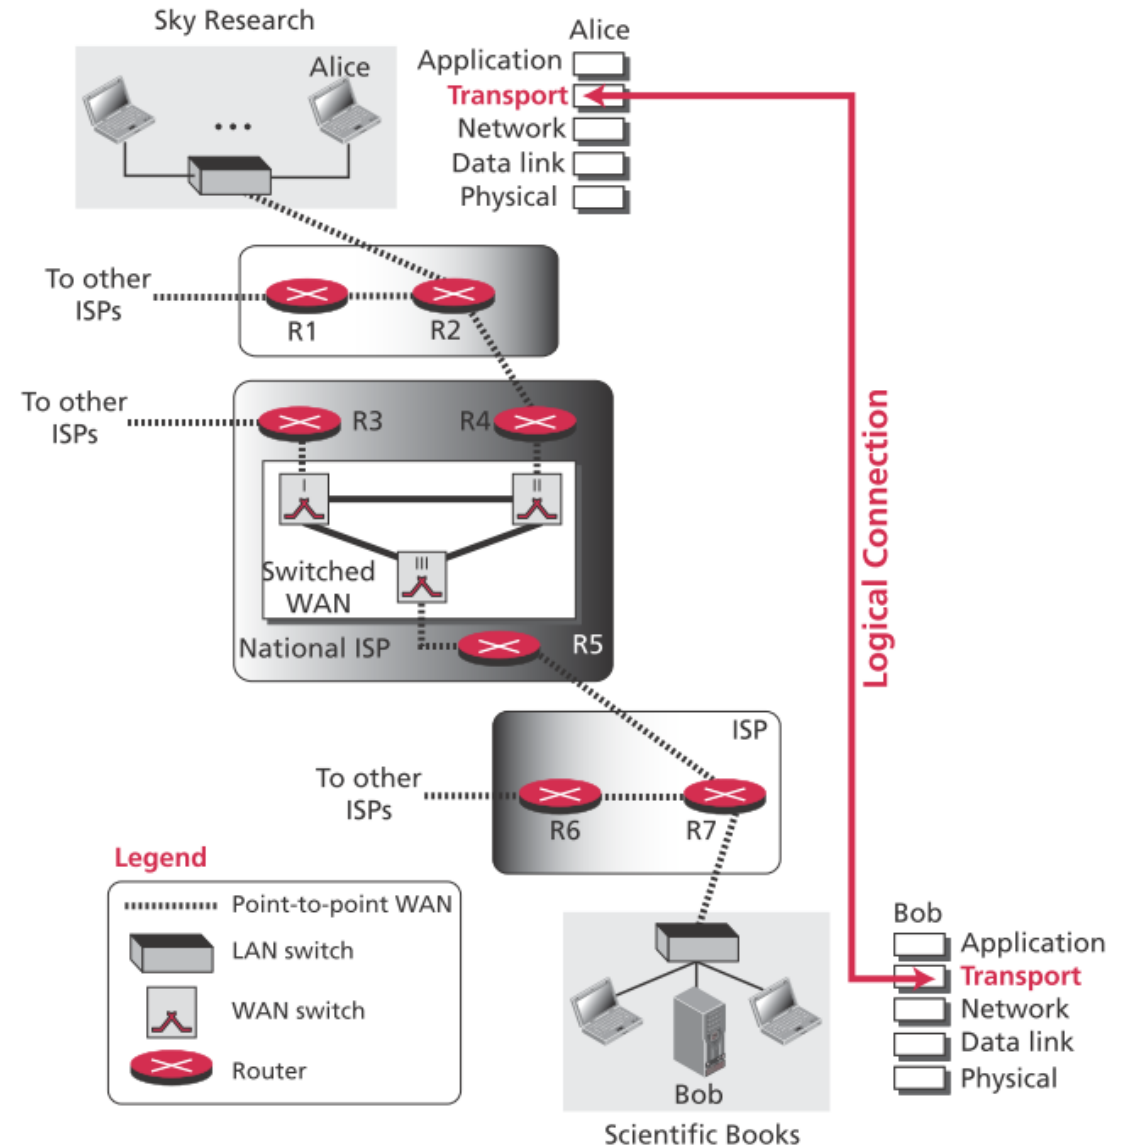 Sky Research
Alice
Alice
...
Application
Transport
Network
Data link
Physical
To other
ISPs
R1
R2
To other
ISPs
R3
R4
I
II
III
Switched
WAN
National ISP
R5
Logical Connection
ISP
To other
ISPs
R6
R7
Legend
Point-to-point WAN
LAN switch
WAN switch
Router
Bob
Application
Transport
Network
Data link
Physical
Bob
Scientific Books